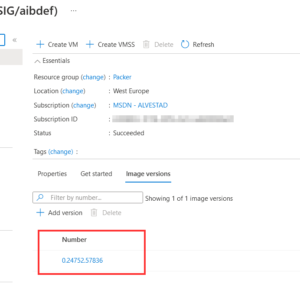 SIG/aibdef)
Create VM
Create VMSS
Delete
Refresh
Essentials
Resource group (change) : Packer
Location (change) : West Europe
Subscription (change) : MSDN - ALVESTAD
Subscription ID :
Status : Succeeded
Tags (change) :
Properties Get started Image versions
Filter by number... Showing 1 of 1 image versions
Add version Delete
Number
0.24752.57836